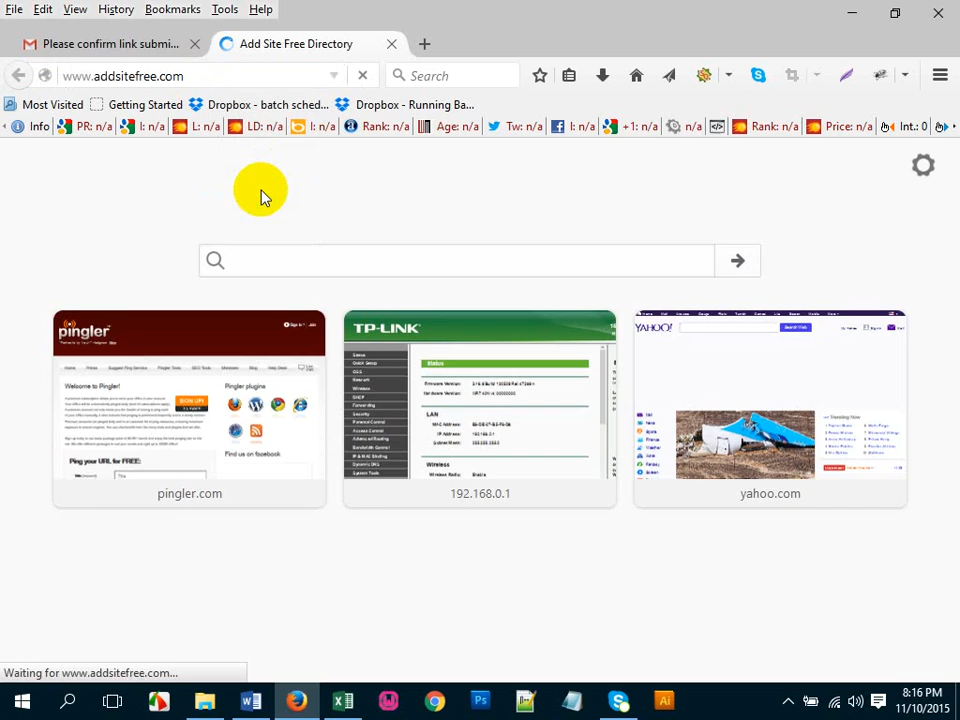 File Edit View History Bookmarks Tools Help
Please confirm link submi...
Add Site Free Directory
www.addsitefree.com
Search
Most Visited
Getting Started
Dropbox - batch sched...
Dropbox - Running Ba...
Info
PR: n/a
I: n/a
L: n/a
LD: n/a
I: n/a
Rank: n/a
Age: n/a
Tw: n/a
I: n/a
+1: n/a
n/a
Rank: n/a
Price: n/a
Int.: 0
pingler
Welcome to Pingler!
Pingler plugins
SIGN UP!
Find us on facebook
Ping your URL for FREE:
pingler.com
TP-LINK
Status
LAN
Wireless
192.168.0.1
YAHOO!
Search Web
Trending Now
yahoo.com
Waiting for www.addsitefree.com...
8:16 PM
11/10/2015